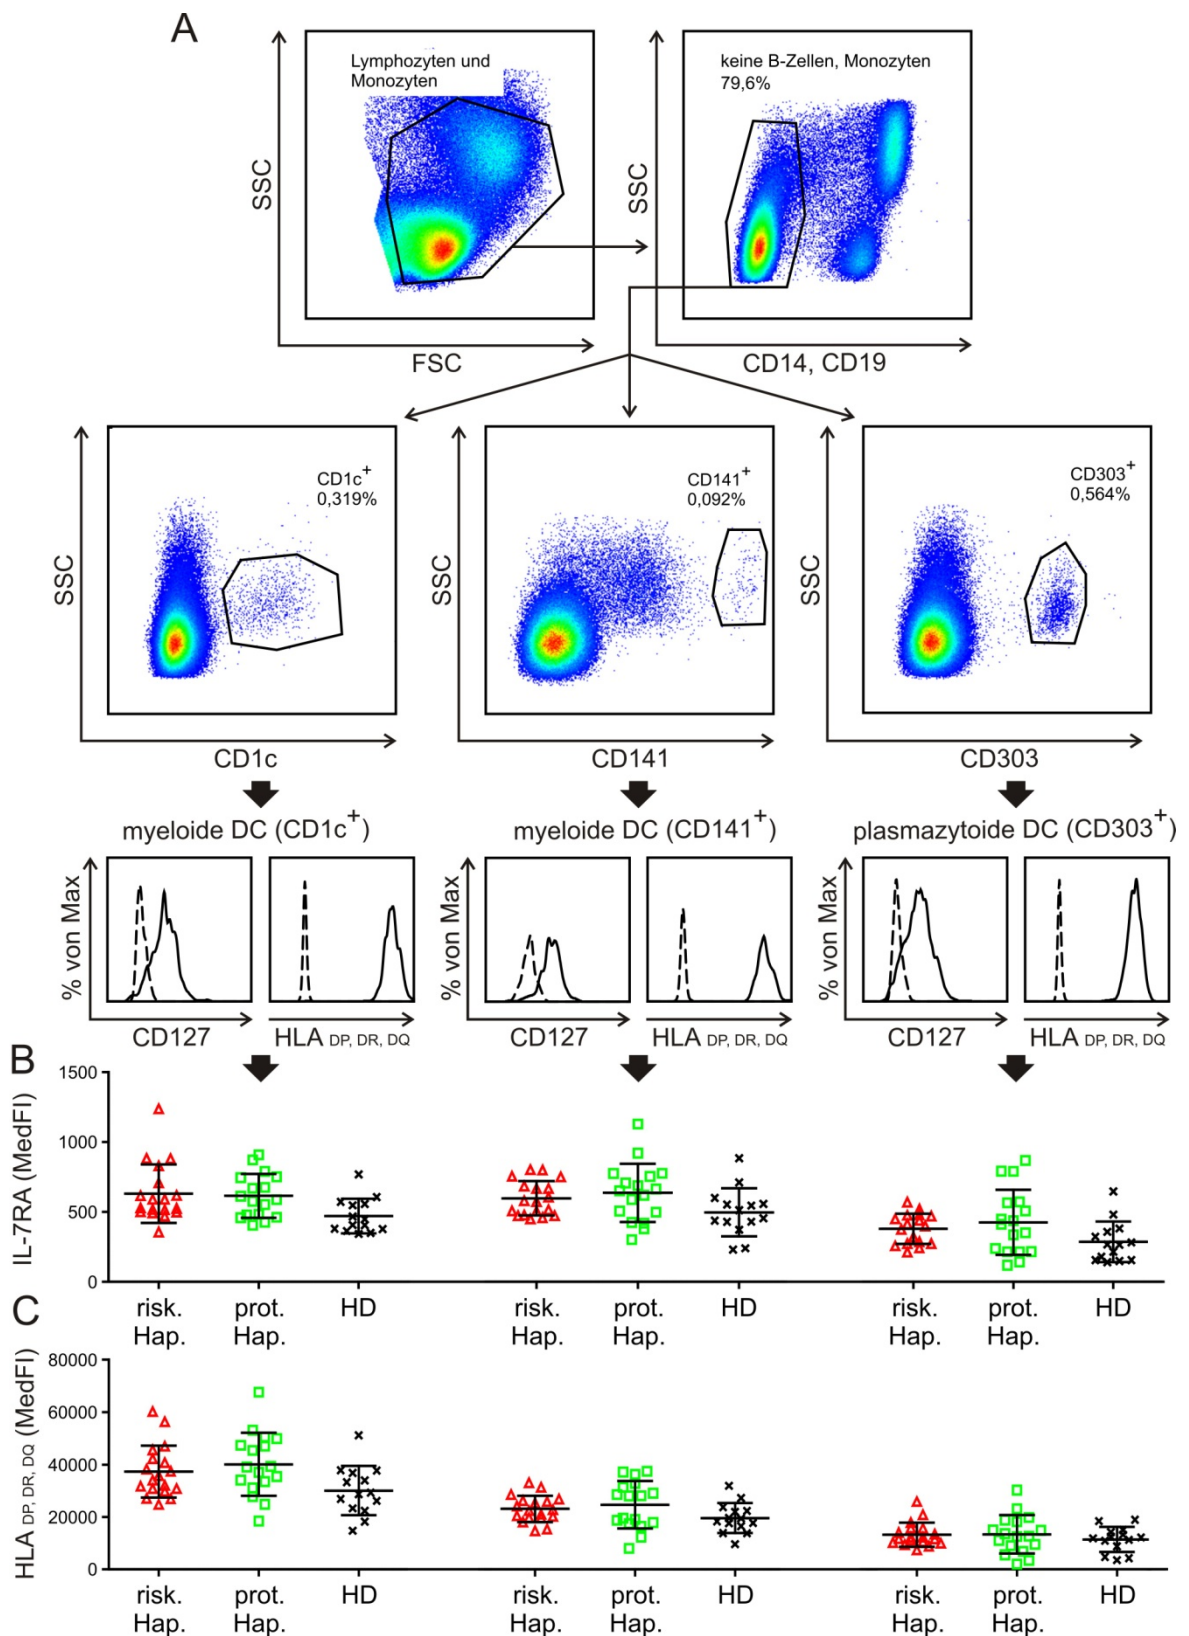 A
Lymphozyten und
Monozyten
SSC
FSC
keine B-Zellen, Monozyten
79,6%
SSC
CD14, CD19
CD1c+
0,319%
SSC
CD1c
CD141+
0,092%
SSC
CD141
CD303+
0,564%
SSC
CD303
myeloide DC (CD1c+)
myeloide DC (CD141+)
plasmazytoide DC (CD303+)
% von Max
CD127
HLA DP, DR, DQ
% von Max
CD127
HLA DP, DR, DQ
% von Max
CD127
HLA DP, DR, DQ
B
IL-7RA (MedFI)
1500
1000
500
0
risk.
Hap.
prot.
Hap.
HD
risk.
Hap.
prot.
Hap.
HD
risk.
Hap.
prot.
Hap.
HD
C
HLA DP, DR, DQ (MedFI)
80000
60000
40000
20000
0
risk.
Hap.
prot.
Hap.
HD
risk.
Hap.
prot.
Hap.
HD
risk.
Hap.
prot.
Hap.
HD